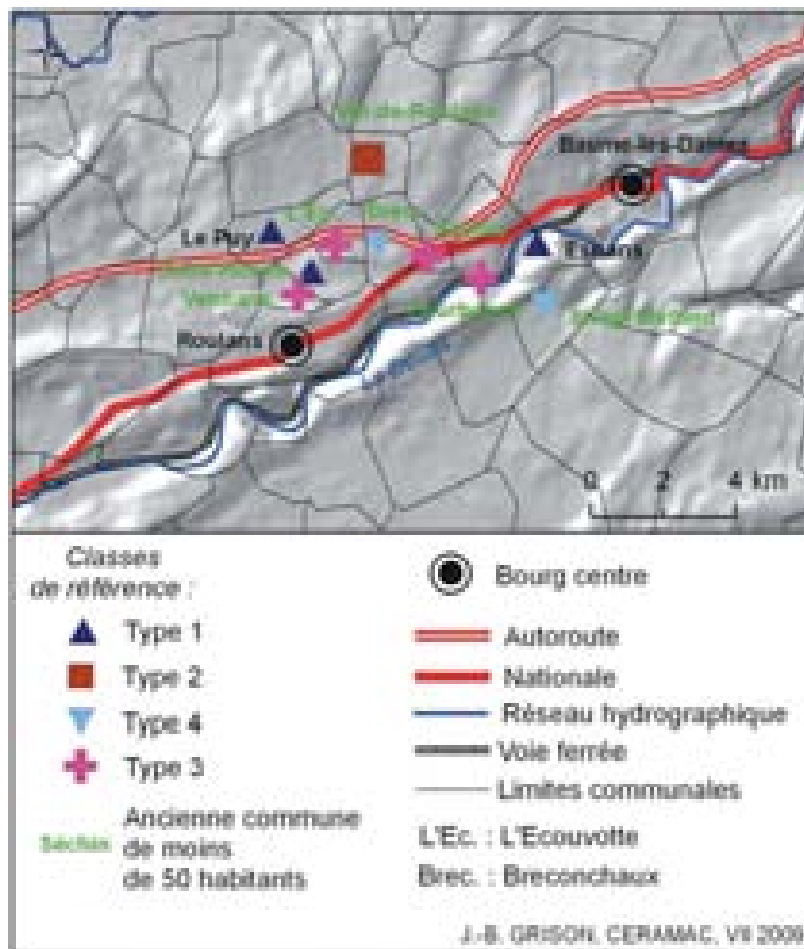 Baume-les-Dames
L'Ec.
Brec.
Le Puy
Esnans
Roulans
0 2 4 km
Classes
de référence :
Type 1
Type 2
Type 4
Type 3
Séchin
Ancienne commune
de moins
de 50 habitants
Bourg centre
Autoroute
Nationale
Réseau hydrographique
Voie ferrée
Limites communales
L'Ec. : L'Ecouvotte
Brec. : Breconchaux
J.-B. GRISON, CERAMAC, VII 2009